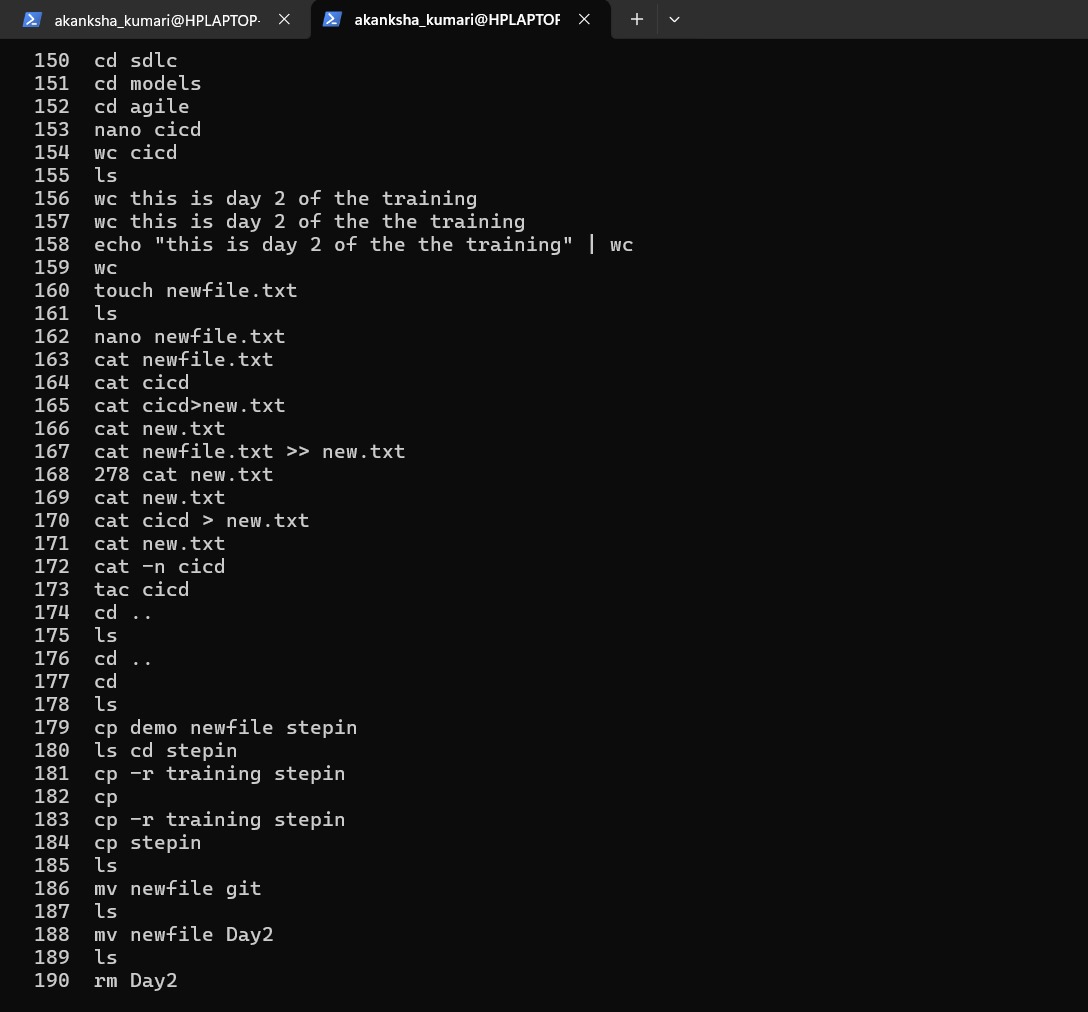 akanksha_kumari@HPLAPTOP- akanksha_kumari@HPLAPTOP
150 cd sdlc
151 cd models
152 cd agile
153 nano cicd
154 wc cicd
155 ls
156 wc this is day 2 of the training
157 wc this is day 2 of the the training
158 echo "this is day 2 of the the training" | wc
159 wc
160 touch newfile.txt
161 ls
162 nano newfile.txt
163 cat newfile.txt
164 cat cicd
165 cat cicd>new.txt
166 cat new.txt
167 cat newfile.txt >> new.txt
168 278 cat new.txt
169 cat new.txt
170 cat cicd > new.txt
171 cat new.txt
172 cat -n cicd
173 tac cicd
174 cd ..
175 ls
176 cd ..
177 cd
178 ls
179 cp demo newfile stepin
180 ls cd stepin
181 cp -r training stepin
182 cp
183 cp -r training stepin
184 cp stepin
185 ls
186 mv newfile git
187 ls
188 mv newfile Day2
189 ls
190 rm Day2